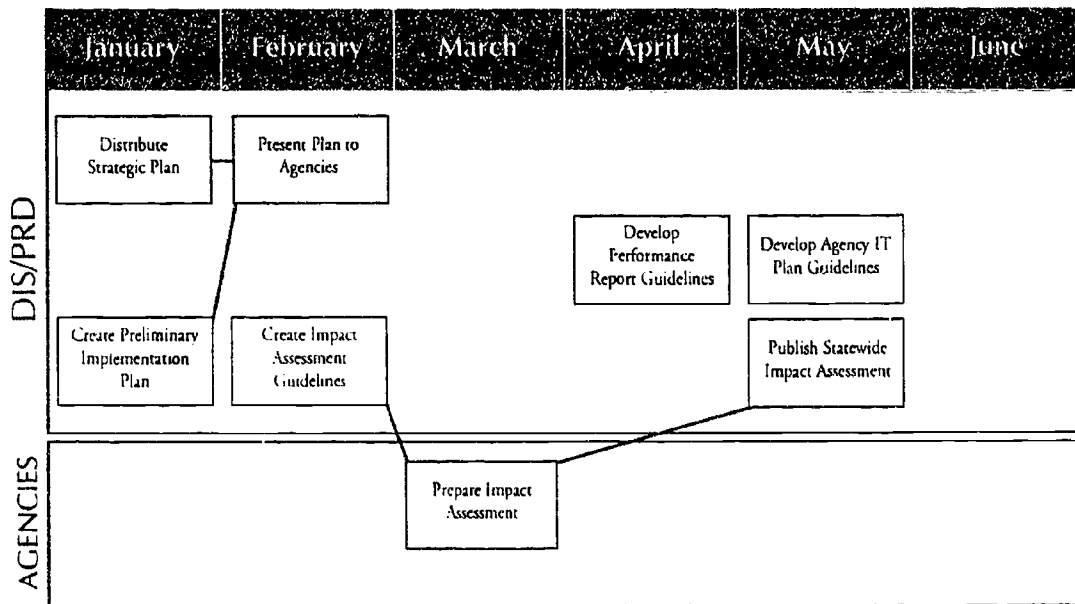 January February March April May June
DIS/PRD
Distribute
Strategic Plan
Present Plan to
Agencies
Develop
Performance
Report Guidelines
Develop Agency IT
Plan Guidelines
Create Preliminary
Implementation
Plan
Create Impact
Assessment
Guidelines
Publish Statewide
Impact Assessment
AGENCIES
Prepare Impact
Assessment